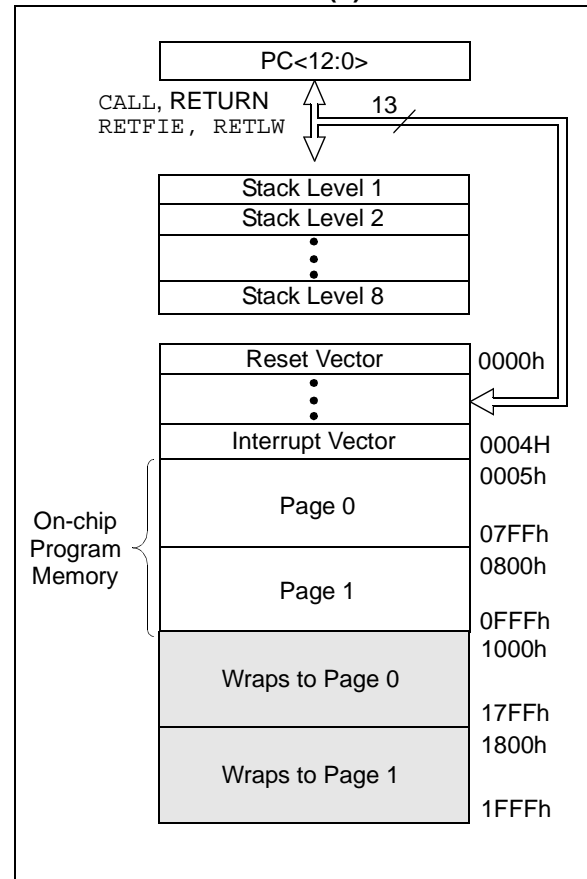 PC<12:0>
CALL, RETURN
RETFIE, RETLW
13
Stack Level 1
Stack Level 2
Stack Level 8
Reset Vector
0000h
Interrupt Vector
0004H
0005h
On-chip
Program
Memory
Page 0
07FFh
0800h
Page 1
0FFFh
1000h
Wraps to Page 0
17FFh
1800h
Wraps to Page 1
1FFFh